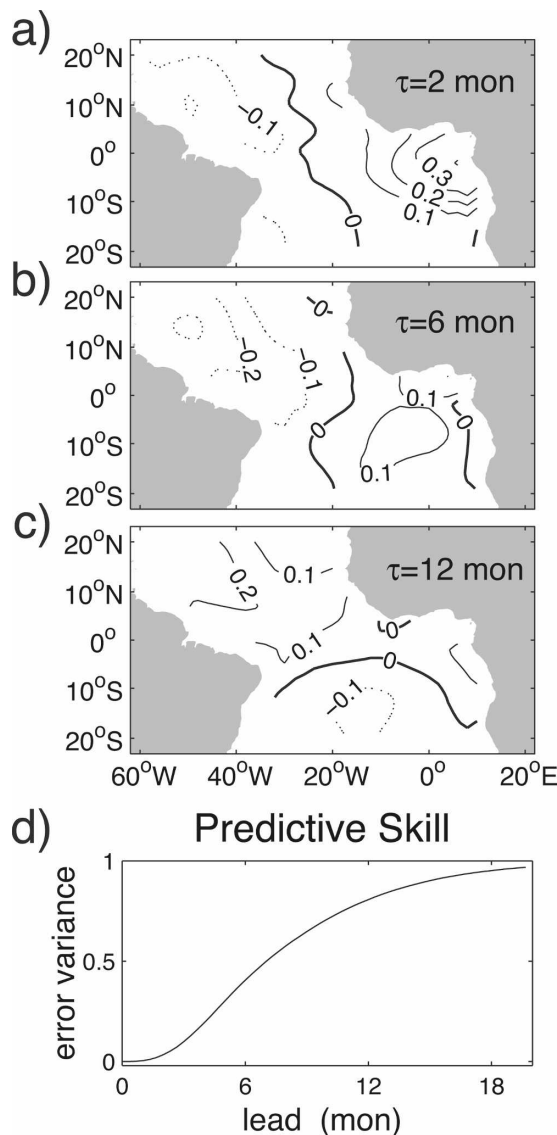 a)
20°N
10°N
0°
10°S
20°S
τ=2 mon
−0.1
0
0.3
0.2
0.1
b)
20°N
10°N
0°
10°S
20°S
τ=6 mon
−0
−0.2
−0.1
0
0.1
0
0.1
c)
20°N
10°N
0°
10°S
20°S
τ=12 mon
0.2
0.1
0.1
0
0
−0.1
60°W 40°W 20°W 0° 20°E
d) Predictive Skill
error variance
1
0.5
0
0 6 12 18
lead (mon)